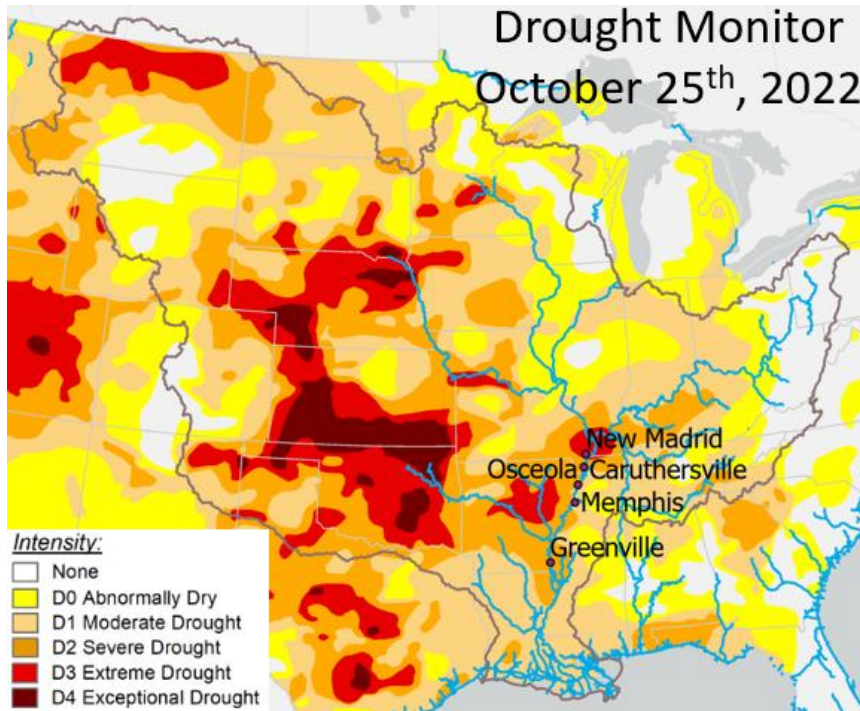 Drought Monitor
October 25th, 2022
New Madrid
Osceola Caruthersville
Memphis
Greenville
Intensity:
None
D0 Abnormally Dry
D1 Moderate Drought
D2 Severe Drought
D3 Extreme Drought
D4 Exceptional Drought